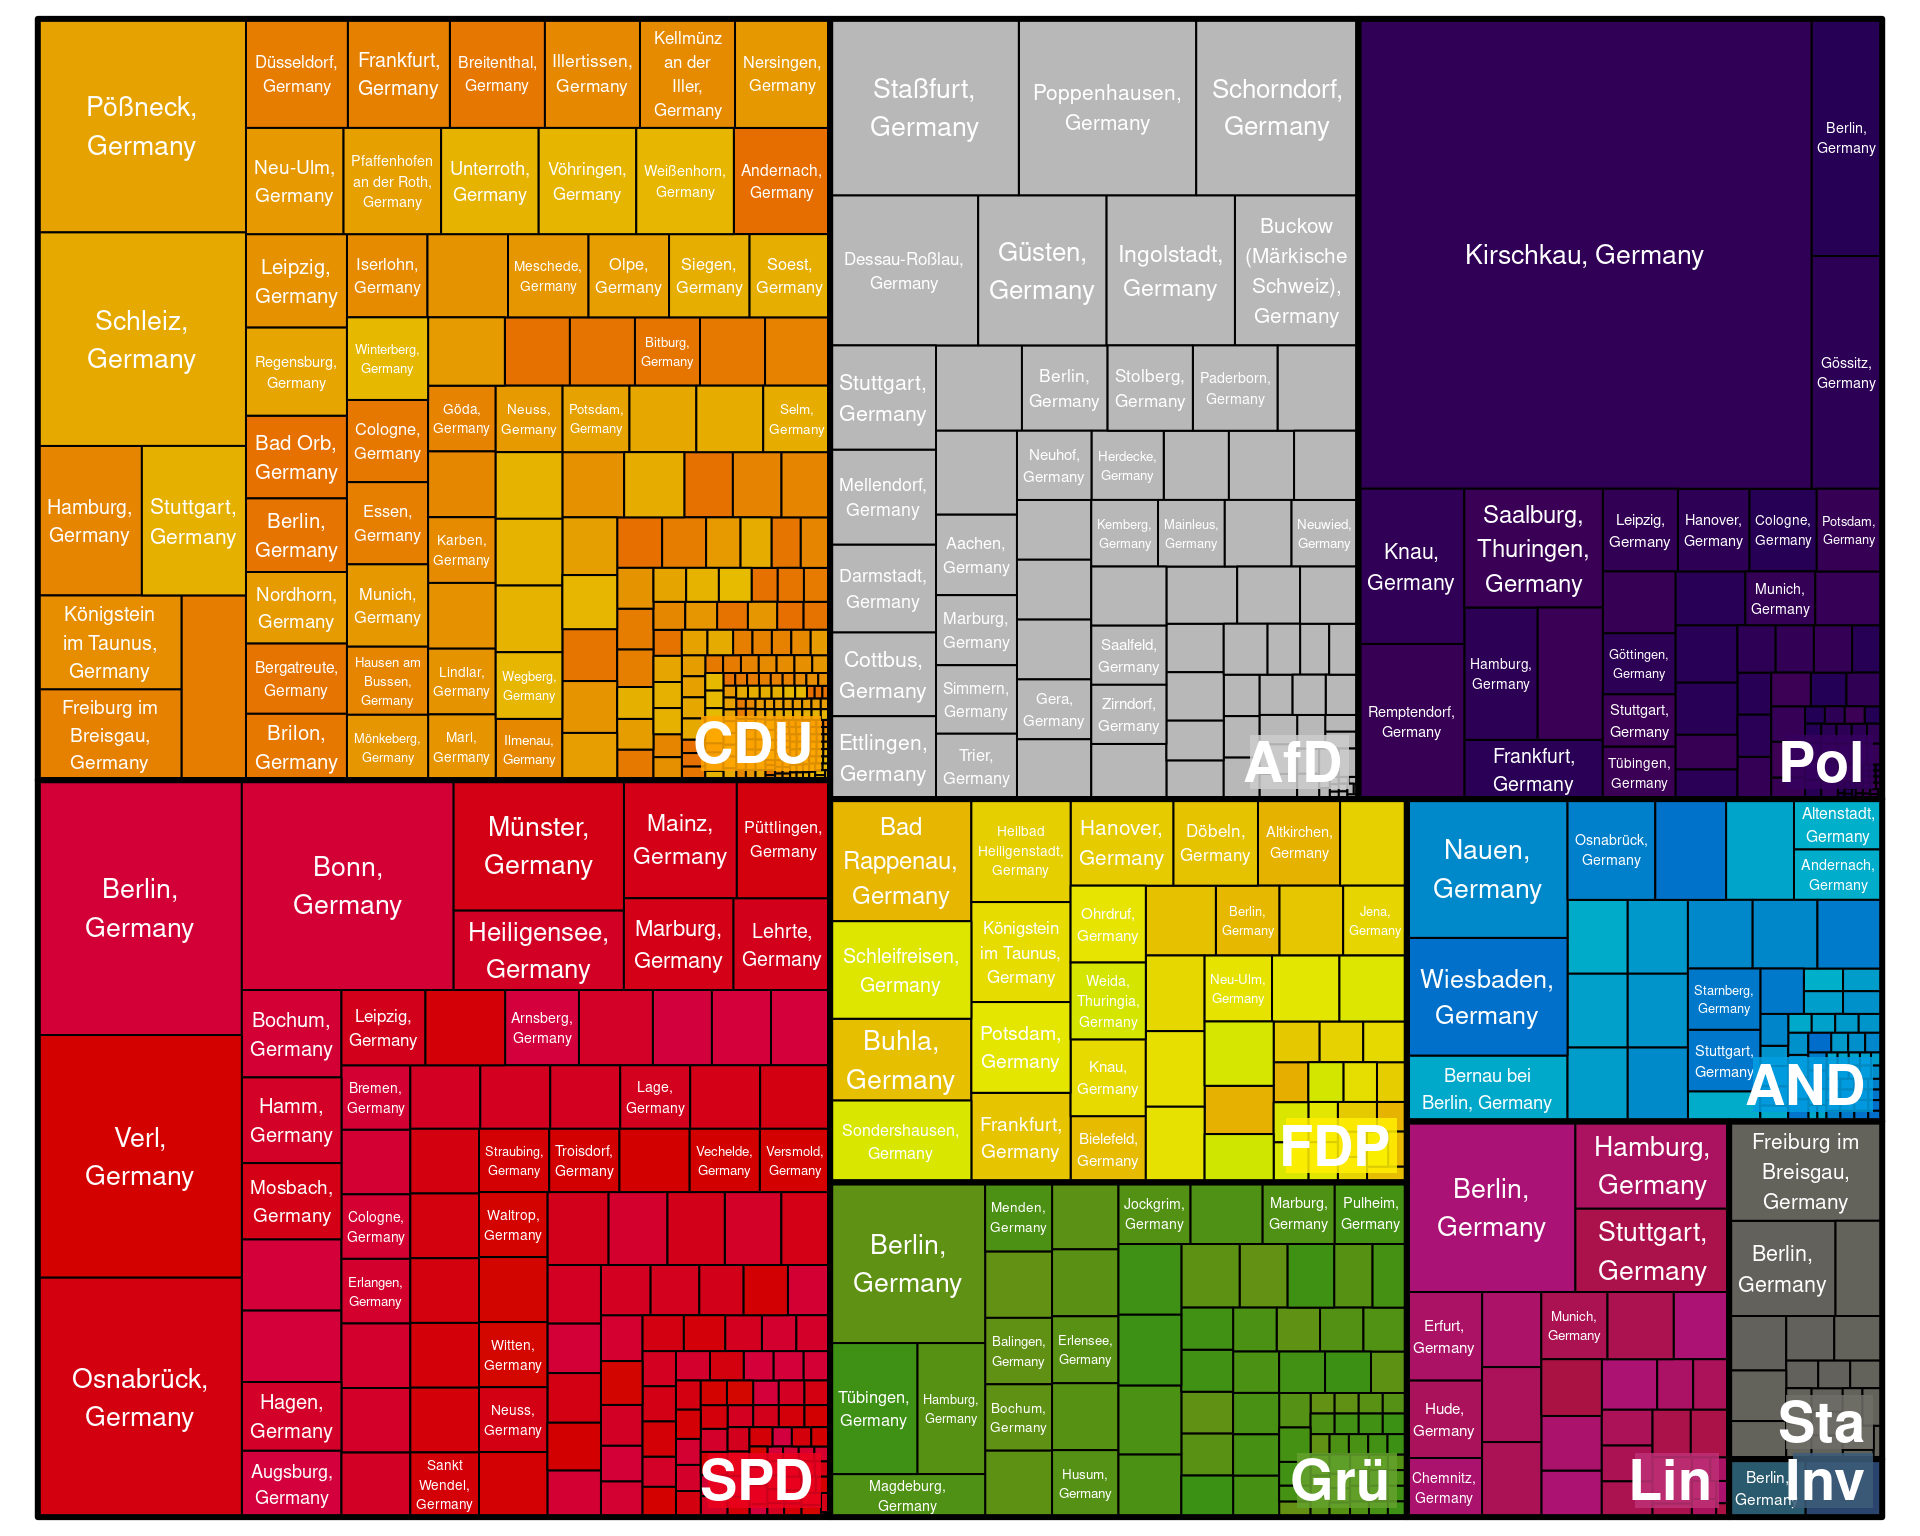 Pößneck,
Germany
Düsseldorf,
Germany
Frankfurt,
Germany
Breitenthal,
Germany
Illertissen,
Germany
Kellmünz
an der
Iller,
Germany
Nersingen,
Germany
Neu-Ulm,
Germany
Pfaffenhofen
an der Roth,
Germany
Unterroth,
Germany
Vöhringen,
Germany
Weißenhorn,
Germany
Andernach,
Germany
Schleiz,
Germany
Leipzig,
Germany
Iserlohn,
Germany
Meschede,
Germany
Olpe,
Germany
Siegen,
Germany
Soest,
Germany
Regensburg,
Germany
Winterberg,
Germany
Bitburg,
Germany
Bad Orb,
Germany
Cologne,
Germany
Göda,
Germany
Neuss,
Germany
Potsdam,
Germany
Selm,
Germany
Hamburg,
Germany
Stuttgart,
Germany
Berlin,
Germany
Essen,
Germany
Karben,
Germany
Nordhorn,
Germany
Munich,
Germany
Königstein
im Taunus,
Germany
Bergatreute,
Germany
Hausen am
Bussen,
Germany
Lindlar,
Germany
Wegberg,
Germany
Freiburg im
Breisgau,
Germany
Brilon,
Germany
Mönkeberg,
Germany
Marl,
Germany
Ilmenau,
Germany
CDU
Staßfurt,
Germany
Poppenhausen,
Germany
Schorndorf,
Germany
Dessau-Roßlau,
Germany
Güsten,
Germany
Ingolstadt,
Germany
Buckow
(Märkische
Schweiz),
Germany
Stuttgart,
Germany
Berlin,
Germany
Stolberg,
Germany
Paderborn,
Germany
Mellendorf,
Germany
Neuhof,
Germany
Herdecke,
Germany
Aachen,
Germany
Kemberg,
Germany
Mainleus,
Germany
Neuwied,
Germany
Darmstadt,
Germany
Marburg,
Germany
Saalfeld,
Germany
Cottbus,
Germany
Simmern,
Germany
Gera,
Germany
Zirndorf,
Germany
Ettlingen,
Germany
Trier,
Germany
AfD
Kirschkau, Germany
Berlin,
Germany
Gössitz,
Germany
Knau,
Germany
Saalburg,
Thuringen,
Germany
Leipzig,
Germany
Hanover,
Germany
Cologne,
Germany
Potsdam,
Germany
Munich,
Germany
Remptendorf,
Germany
Hamburg,
Germany
Göttingen,
Germany
Stuttgart,
Germany
Frankfurt,
Germany
Tübingen,
Germany
Pol
Berlin,
Germany
Bonn,
Germany
Münster,
Germany
Mainz,
Germany
Püttlingen,
Germany
Heiligensee,
Germany
Marburg,
Germany
Lehrte,
Germany
Verl,
Germany
Bochum,
Germany
Leipzig,
Germany
Arnsberg,
Germany
Hamm,
Germany
Bremen,
Germany
Lage,
Germany
Straubing,
Germany
Troisdorf,
Germany
Vechelde,
Germany
Versmold,
Germany
Mosbach,
Germany
Cologne,
Germany
Waltrop,
Germany
Osnabrück,
Germany
Erlangen,
Germany
Witten,
Germany
Hagen,
Germany
Neuss,
Germany
Augsburg,
Germany
Sankt
Wendel,
Germany
SPD
Bad
Rappenau,
Germany
Heilbad
Heiligenstadt,
Germany
Hanover,
Germany
Döbeln,
Germany
Altkirchen,
Germany
Schleifreisen,
Germany
Königstein
im Taunus,
Germany
Ohrdruf,
Germany
Berlin,
Germany
Jena,
Germany
Weida,
Thuringia,
Germany
Neu-Ulm,
Germany
Buhla,
Germany
Potsdam,
Germany
Knau,
Germany
Sondershausen,
Germany
Frankfurt,
Germany
Bielefeld,
Germany
FDP
Nauen,
Germany
Osnabrück,
Germany
Altenstadt,
Germany
Andernach,
Germany
Wiesbaden,
Germany
Starnberg,
Germany
Stuttgart,
Germany
Bernau bei
Berlin, Germany
AND
Berlin,
Germany
Menden,
Germany
Jockgrim,
Germany
Marburg,
Germany
Pulheim,
Germany
Balingen,
Germany
Erlensee,
Germany
Tübingen,
Germany
Hamburg,
Germany
Bochum,
Germany
Magdeburg,
Germany
Husum,
Germany
Grü
Berlin,
Germany
Hamburg,
Germany
Stuttgart,
Germany
Erfurt,
Germany
Munich,
Germany
Hude,
Germany
Chemnitz,
Germany
Lin
Freiburg im
Breisgau,
Germany
Berlin,
Germany
Sta
Berlin,
Germany
Inv